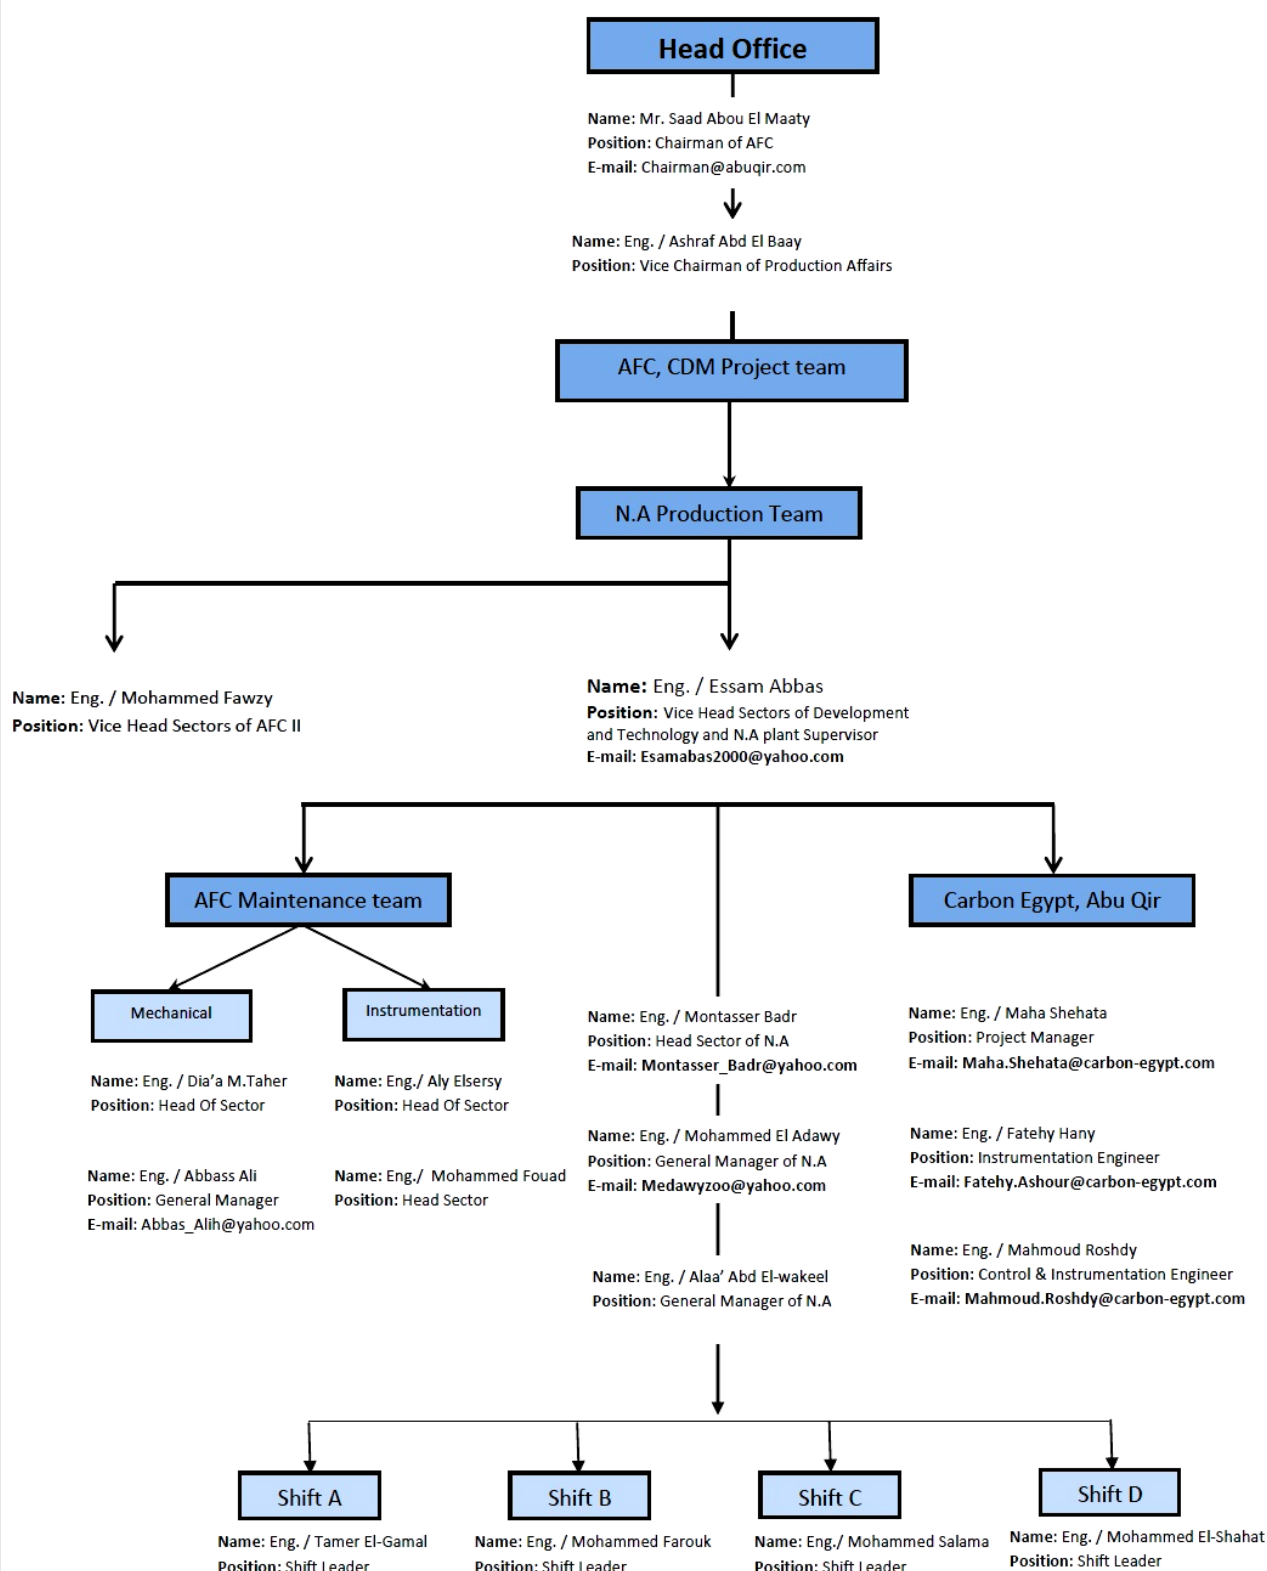 Head Office
Name: Mr. Saad Abou El Maaty
Position: Chairman of AFC
E-mail: Chairman@abuqir.com
Name: Eng. / Ashraf Abd El Baay
Position: Vice Chairman of Production Affairs
AFC, CDM Project team
N.A Production Team
Name: Eng. / Mohammed Fawzy
Position: Vice Head Sectors of AFC II
Name: Eng. / Essam Abbas
Position: Vice Head Sectors of Development
and Technology and N.A plant Supervisor
E-mail: Esamabas2000@yahoo.com
AFC Maintenance team
Mechanical
Name: Eng. / Dia’a M.Taher
Position: Head Of Sector
Name: Eng. / Abbass Ali
Position: General Manager
E-mail: Abbas_Alih@yahoo.com
Instrumentation
Name: Eng./ Aly Elsersy
Position: Head Of Sector
Name: Eng./ Mohammed Fouad
Position: Head Sector
Name: Eng. / Montasser Badr
Position: Head Sector of N.A
E-mail: Montasser_Badr@yahoo.com
Name: Eng. / Mohammed El Adawy
Position: General Manager of N.A
E-mail: Medawyzoo@yahoo.com
Name: Eng. / Alaa’ Abd El-wakeel
Position: General Manager of N.A
Carbon Egypt, Abu Qir
Name: Eng. / Maha Shehata
Position: Project Manager
E-mail: Maha.Shehata@carbon-egypt.com
Name: Eng. / Fatehy Hany
Position: Instrumentation Engineer
E-mail: Fatehy.Ashour@carbon-egypt.com
Name: Eng. / Mahmoud Roshdy
Position: Control & Instrumentation Engineer
E-mail: Mahmoud.Roshdy@carbon-egypt.com
Shift A
Name: Eng. / Tamer El-Gamal
Position: Shift Leader
Shift B
Name: Eng. / Mohammed Farouk
Position: Shift Leader
Shift C
Name: Eng./ Mohammed Salama
Position: Shift Leader
Shift D
Name: Eng. / Mohammed El-Shahat
Position: Shift Leader